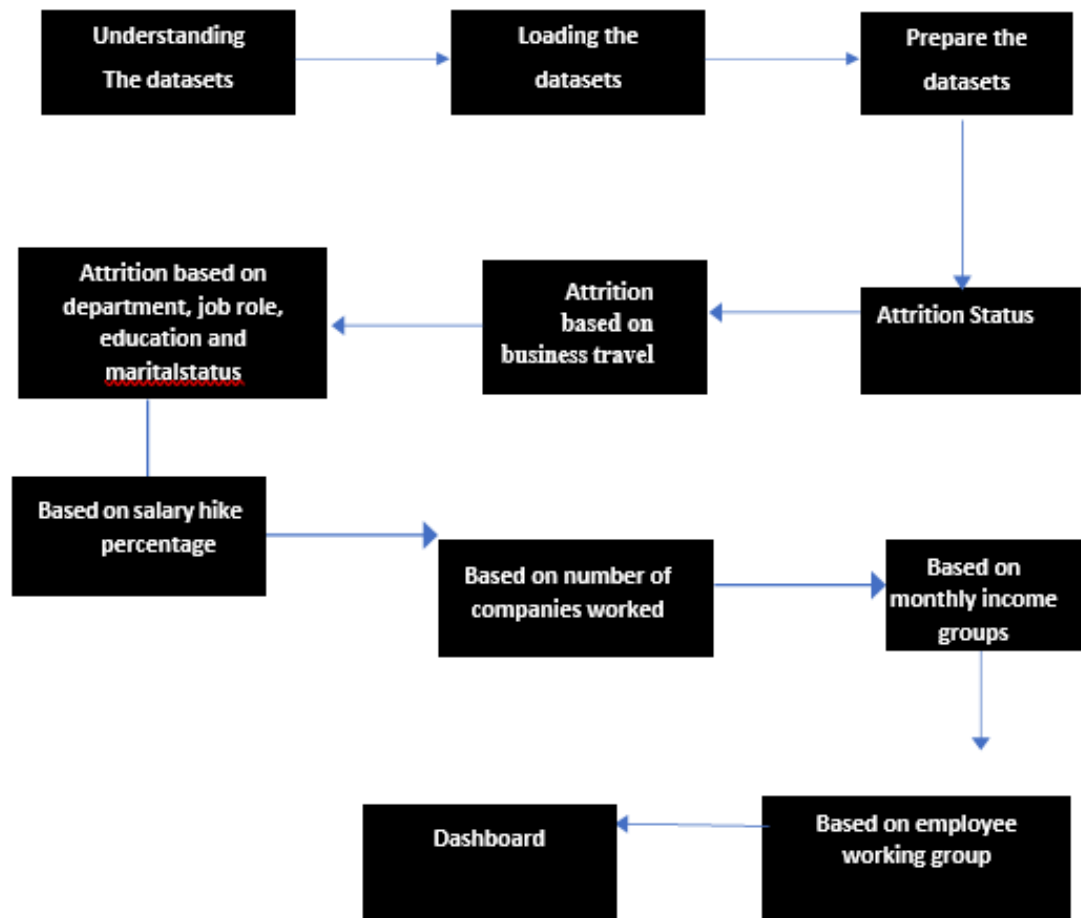 Understanding
The datasets
Loading the
datasets
Prepare the
datasets
Attrition based on
department, job role,
education and
maritalstatus
Attrition
based on
business travel
Attrition Status
Based on salary hike
percentage
Based on number of
companies worked
Based on
monthly income
groups
Dashboard
Based on employee
working group